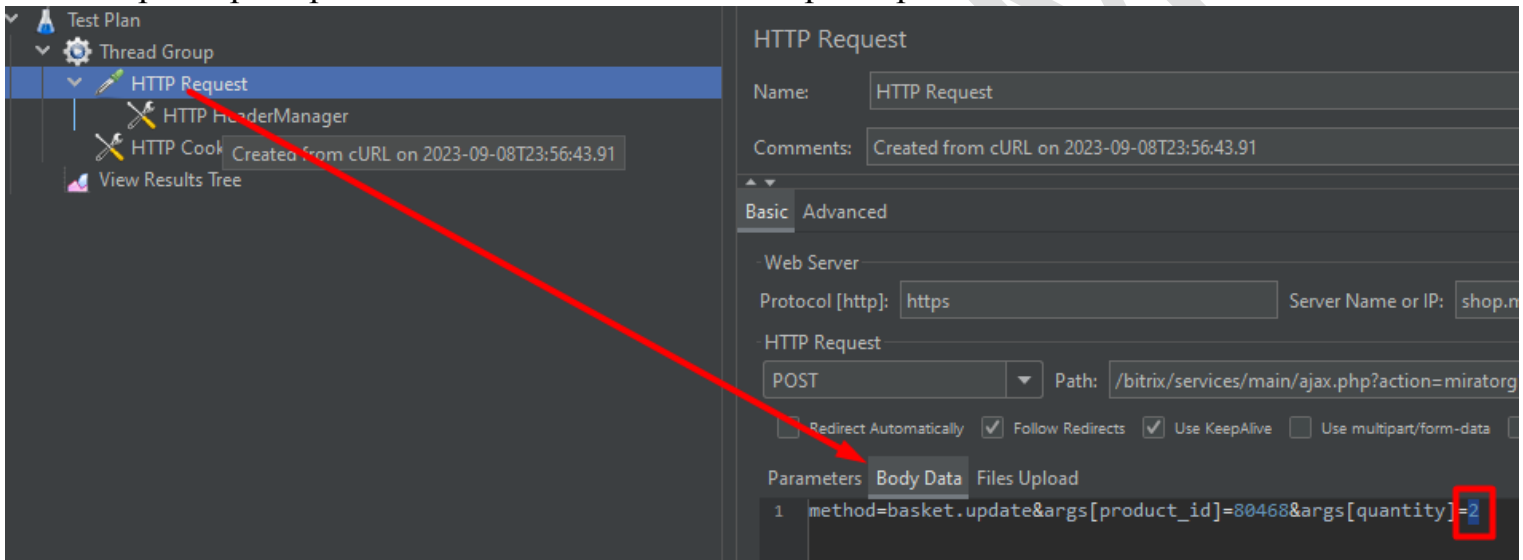 Test Plan
Thread Group
HTTP Request
HTTP HeaderManager
HTTP Cook
Created from cURL on 2023-09-08T23:56:43.91
View Results Tree
HTTP Request
Name: HTTP Request
Comments: Created from cURL on 2023-09-08T23:56:43.91
Basic Advanced
Web Server
Protocol [http]: https Server Name or IP: shop.m
HTTP Request
POST Path: /bitrix/services/main/ajax.php?action=miratorg
Redirect Automatically Follow Redirects Use KeepAlive Use multipart/form-data
Parameters Body Data Files Upload
1 method=basket.update&args[product_id]=80468&args[quantity]=2